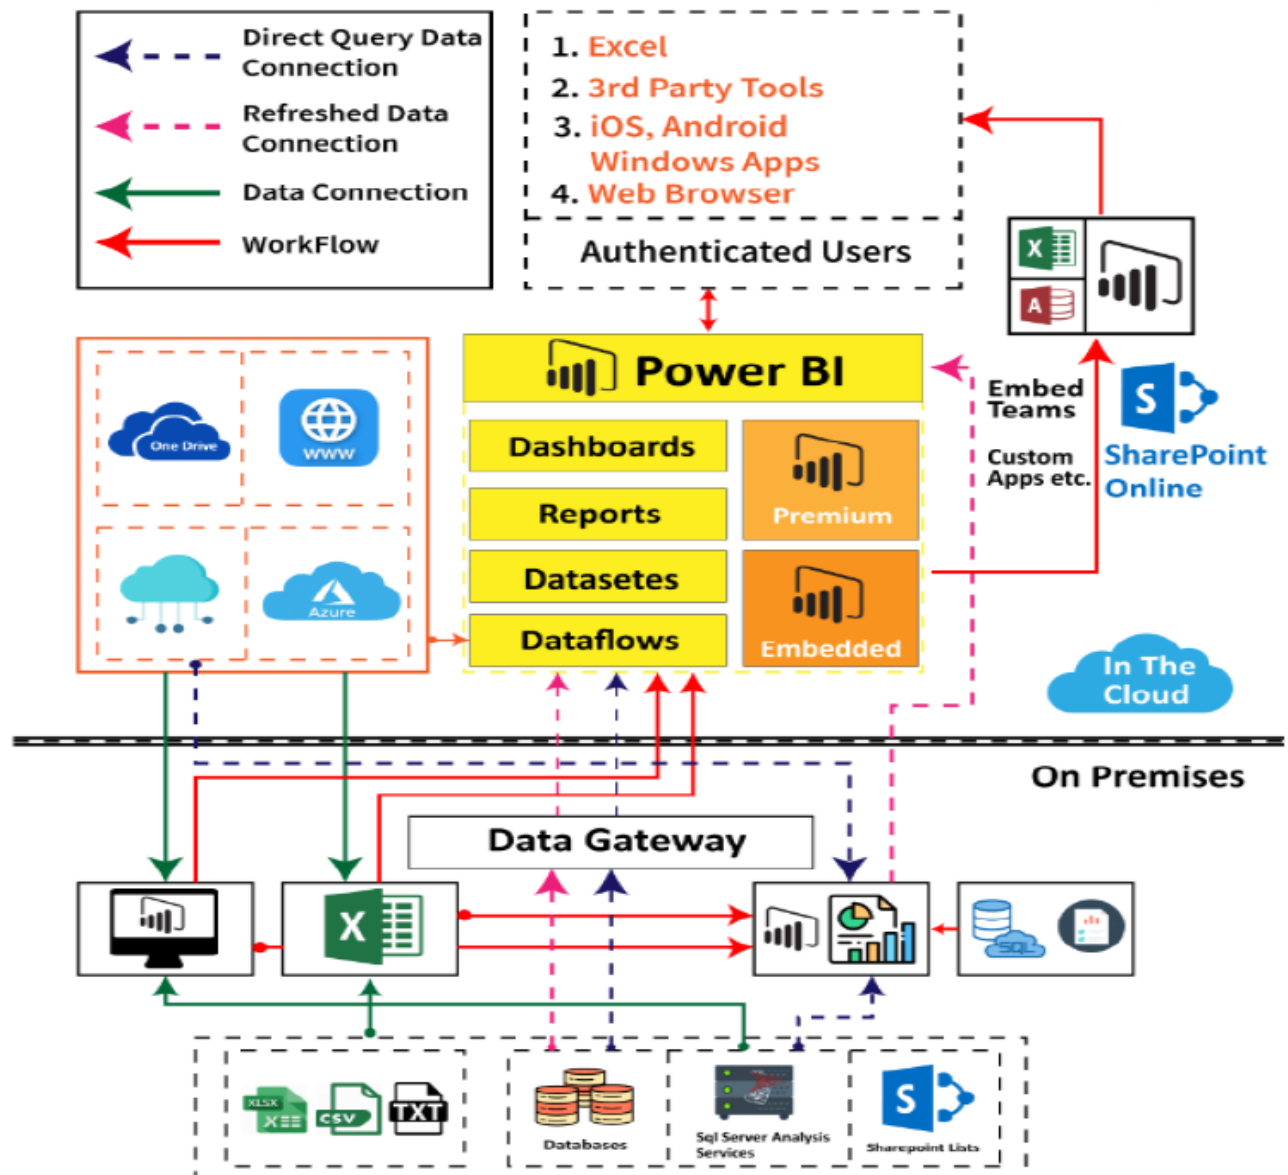 Direct Query Data
Connection
Refreshed Data
Connection
Data Connection
WorkFlow
1. Excel
2. 3rd Party Tools
3. iOS, Android
Windows Apps
4. Web Browser
Authenticated Users
X
A
One Drive
WWW
Azure
Power BI
Dashboards
Reports
Datasetes
Dataflows
Premium
Embedded
Embed
Teams
Custom
Apps etc.
S
SharePoint
Online
In The
Cloud
On Premises
Data Gateway
X
SQL
XLSX
X
CSV
TXT
Databases
Sql Server Analysis
Services
S
Sharepoint Lists